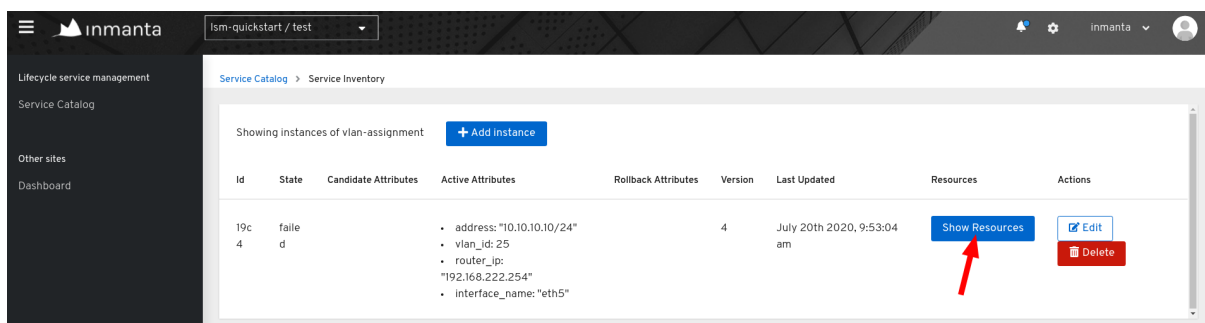 inmanta
lsm-quickstart / test
inmanta
Lifecycle service management
Service Catalog
Other sites
Dashboard
Service Catalog > Service Inventory
Showing instances of vlan-assignment
+ Add instance
Id State Candidate Attributes Active Attributes Rollback Attributes Version Last Updated Resources Actions
19c
4
faile
d
• address: "10.10.10.10/24"
• vlan_id: 25
• router_ip:
"192.168.222.254"
• interface_name: "eth5"
4
July 20th 2020, 9:53:04
am
Show Resources
Edit
Delete